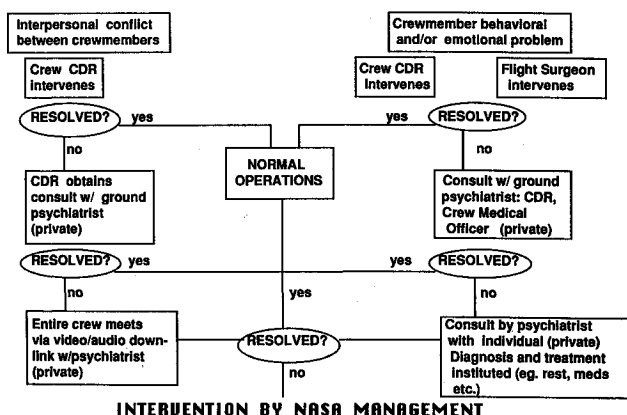 Interpersonal conflict
between crewmembers
Crewmember behavioral
and/or emotional problem
Crew CDR
intervenes
Crew CDR
Intervenes
Flight Surgeon
intervenes
RESOLVED?
yes
yes
RESOLVED?
no
no
NORMAL
OPERATIONS
CDR obtains
consult w/ ground
psychiatrist
(private)
Consult w/ ground
psychiatrist: CDR,
Crew Medical
Officer (private)
RESOLVED?
yes
yes
RESOLVED?
no
yes
no
Entire crew meets
via video/audio down-
link w/psychiatrist
(private)
RESOLVED?
no
Consult by psychiatrist
with individual (private)
Diagnosis and treatment
instituted (eg. rest, meds
etc.)
INTERVENTION BY NASA MANAGEMENT